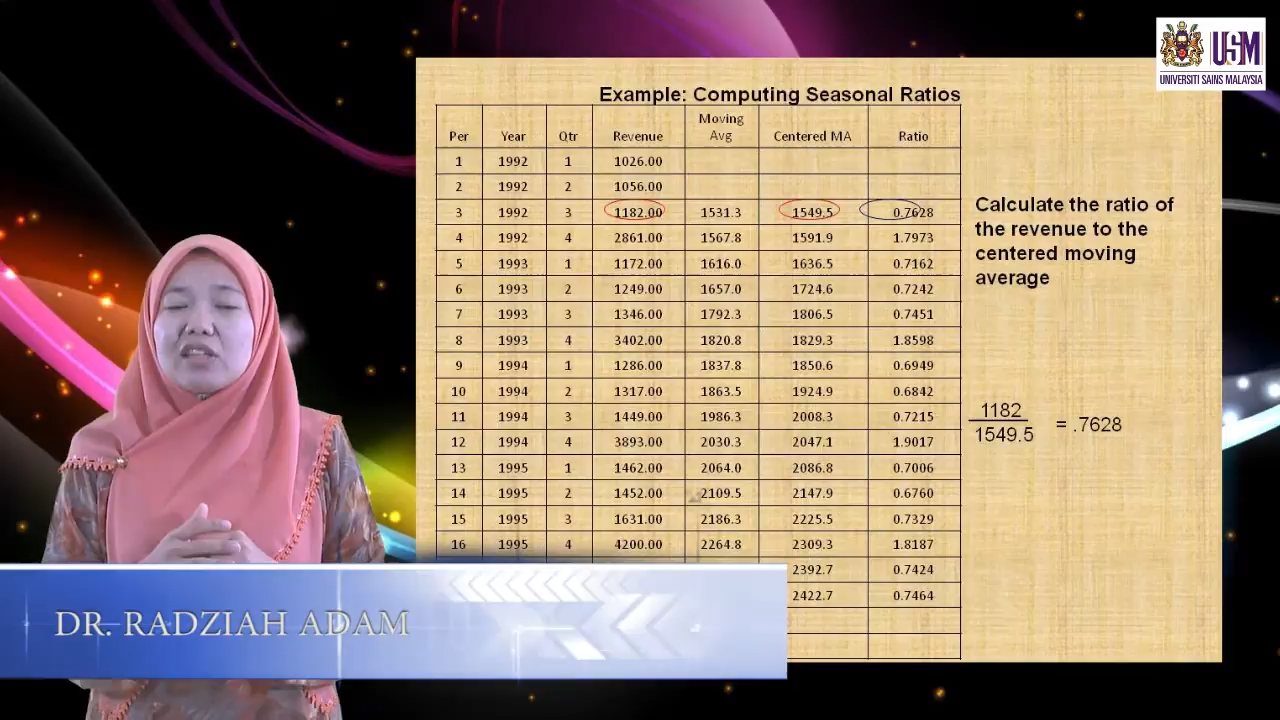 USM
UNIVERSITI SAINS MALAYSIA
Example: Computing Seasonal Ratios
Per Year Qtr Revenue Moving Avg Centered MA Ratio
1 1992 1 1026.00
2 1992 2 1056.00
3 1992 3 1182.00 1531.3 1549.5 0.7628
4 1992 4 2861.00 1567.8 1591.9 1.7973
5 1993 1 1172.00 1616.0 1636.5 0.7162
6 1993 2 1249.00 1657.0 1724.6 0.7242
7 1993 3 1346.00 1792.3 1806.5 0.7451
8 1993 4 3402.00 1820.8 1829.3 1.8598
9 1994 1 1286.00 1837.8 1850.6 0.6949
10 1994 2 1317.00 1863.5 1924.9 0.6842
11 1994 3 1449.00 1986.3 2008.3 0.7215
12 1994 4 3893.00 2030.3 2047.1 1.9017
13 1995 1 1462.00 2064.0 2086.8 0.7006
14 1995 2 1452.00 2109.5 2147.9 0.6760
15 1995 3 1631.00 2186.3 2225.5 0.7329
16 1995 4 4200.00 2264.8 2309.3 1.8187
2392.7 0.7424
2422.7 0.7464
Calculate the ratio of
the revenue to the
centered moving
average
1182
1549.5 = .7628
DR. RADZIAH ADAM